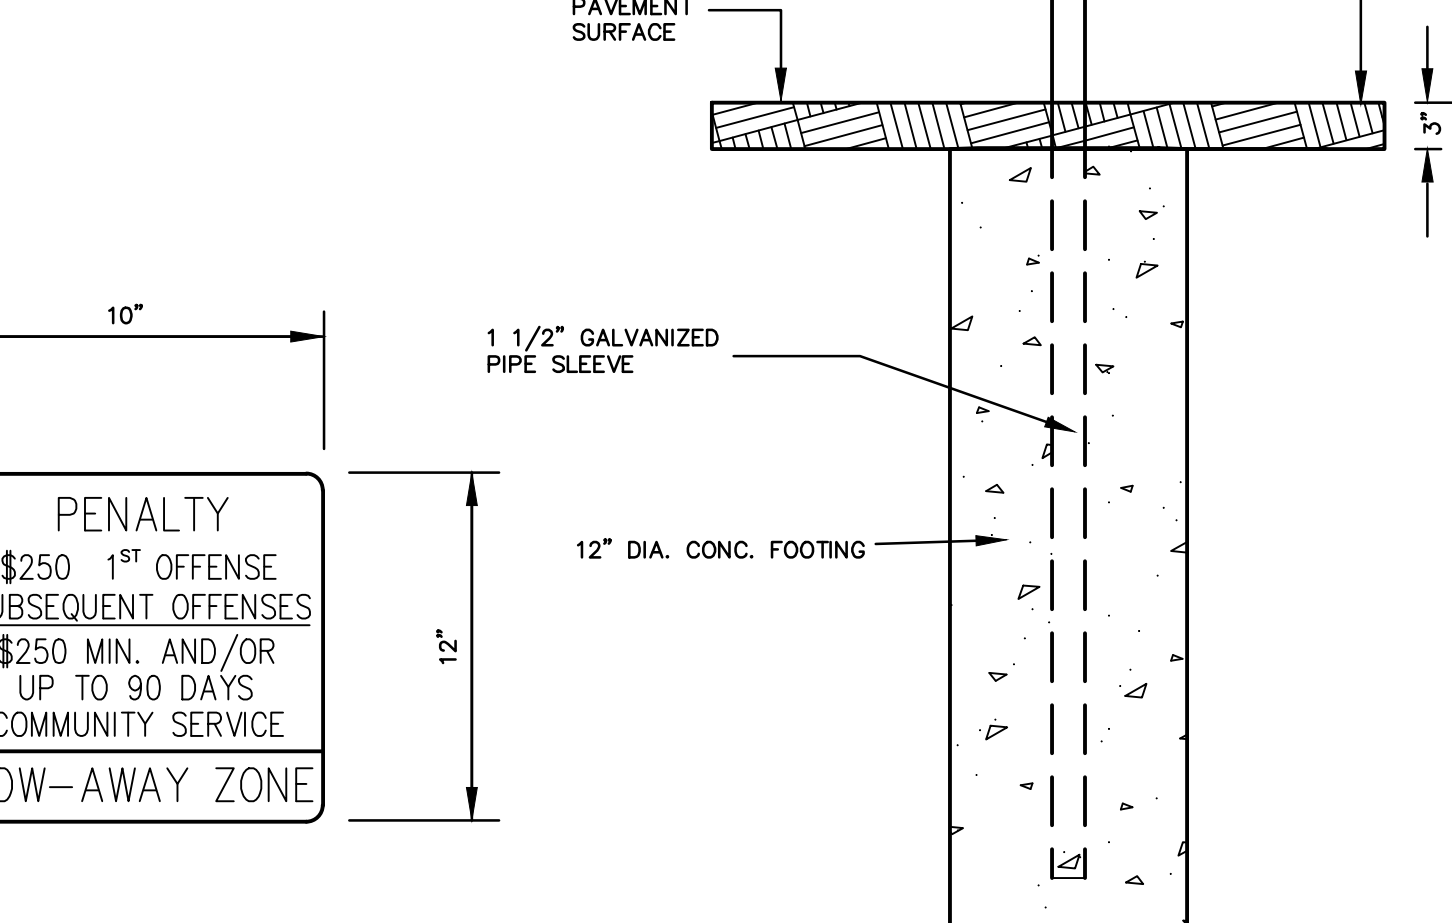 PAVEMENT
SURFACE
3"
10"
1 1/2" GALVANIZED
PIPE SLEEVE
PENALTY
$250 1ST OFFENSE
UBSEQUENT OFFENSES
$250 MIN. AND/OR
UP TO 90 DAYS
COMMUNITY SERVICE
OW-AWAY ZONE
12"
12" DIA. CONC. FOOTING